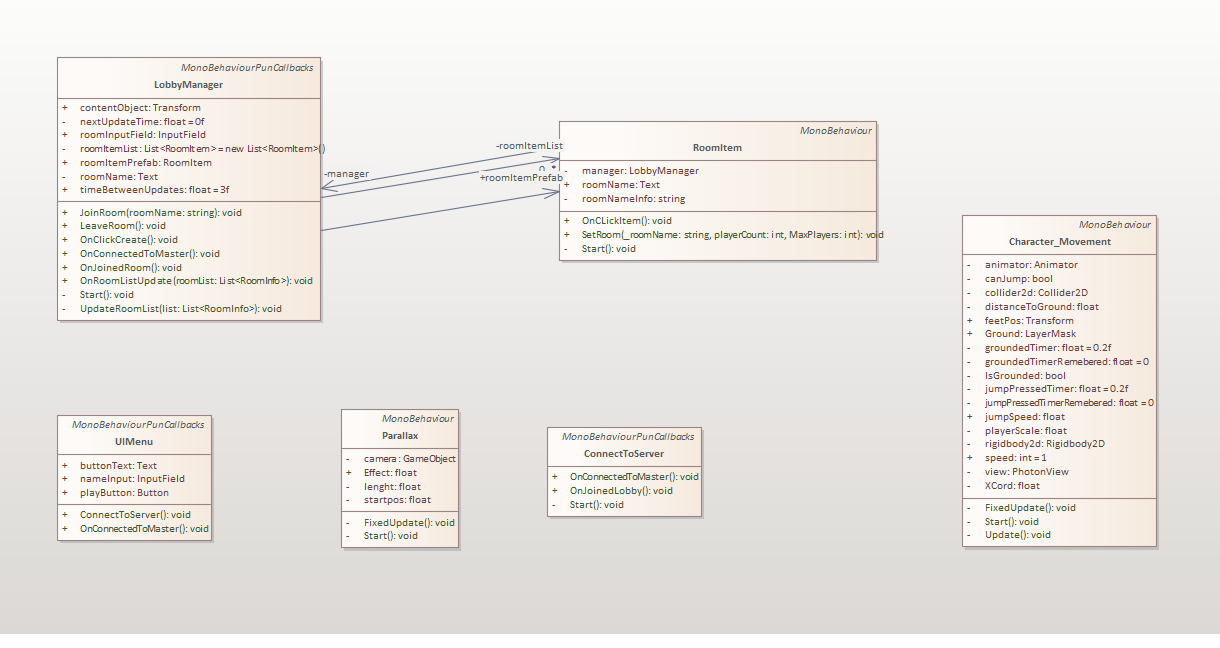 MonoBehaviourPunCallbacks
LobbyManager
+ contentObject: Transform
- nextUpdateTime: float = 0f
+ roomInputField: InputField
- roomItemList: List<RoomItem> = new List<RoomItem>()
+ roomItemPrefab: RoomItem
- roomName: Text
+ timeBetweenUpdates: float = 3f
+ JoinRoom(roomName: string): void
+ LeaveRoom(): void
+ OnClickCreate(): void
+ OnConnectedToMaster(): void
+ OnJoinedRoom(): void
+ OnRoomListUpdate(roomList: List<RoomInfo>): void
- Start(): void
- UpdateRoomList(list: List<RoomInfo>): void
-manager
-roomItemList
0..*
+roomItemPrefab
MonoBehaviour
RoomItem
- manager: LobbyManager
+ roomName: Text
- roomNameInfo: string
+ OnCLickItem(): void
+ SetRoom(_roomName: string, playerCount: int, MaxPlayers: int): void
- Start(): void
MonoBehaviour
Character_Movement
- animator: Animator
- canJump: bool
- collider2d: Collider2D
- distanceToGround: float
+ feetPos: Transform
+ Ground: LayerMask
- groundedTimer: float = 0.2f
- groundedTimerRemebered: float = 0
- IsGrounded: bool
- jumpPressedTimer: float = 0.2f
- jumpPressedTimerRemebered: float = 0
+ jumpSpeed: float
- playerScale: float
- rigidbody2d: Rigidbody2D
+ speed: int = 1
- view: PhotonView
- XCord: float
- FixedUpdate(): void
- Start(): void
- Update(): void
MonoBehaviourPunCallbacks
UIMenu
+ buttonText: Text
+ nameInput: InputField
+ playButton: Button
+ ConnectToServer(): void
+ OnConnectedToMaster(): void
MonoBehaviour
Parallax
- camera: GameObject
+ Effect: float
- lenght: float
- startpos: float
- FixedUpdate(): void
- Start(): void
MonoBehaviourPunCallbacks
ConnectToServer
+ OnConnectedToMaster(): void
+ OnJoinedLobby(): void
- Start(): void